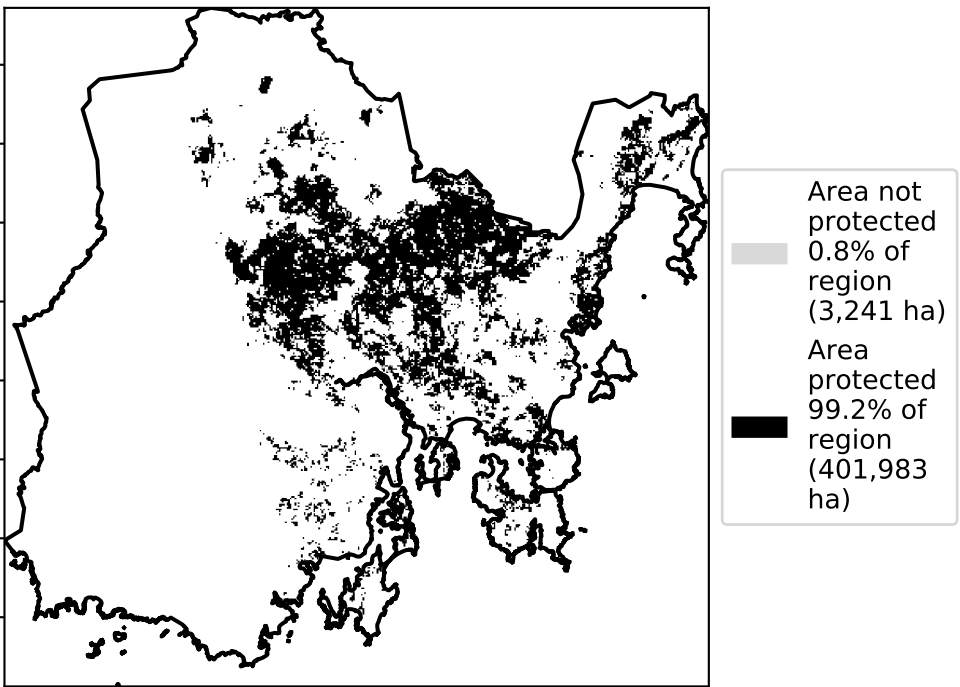 Area not
protected
0.8% of
region
(3,241 ha)
Area
protected
99.2% of
region
(401,983
ha)